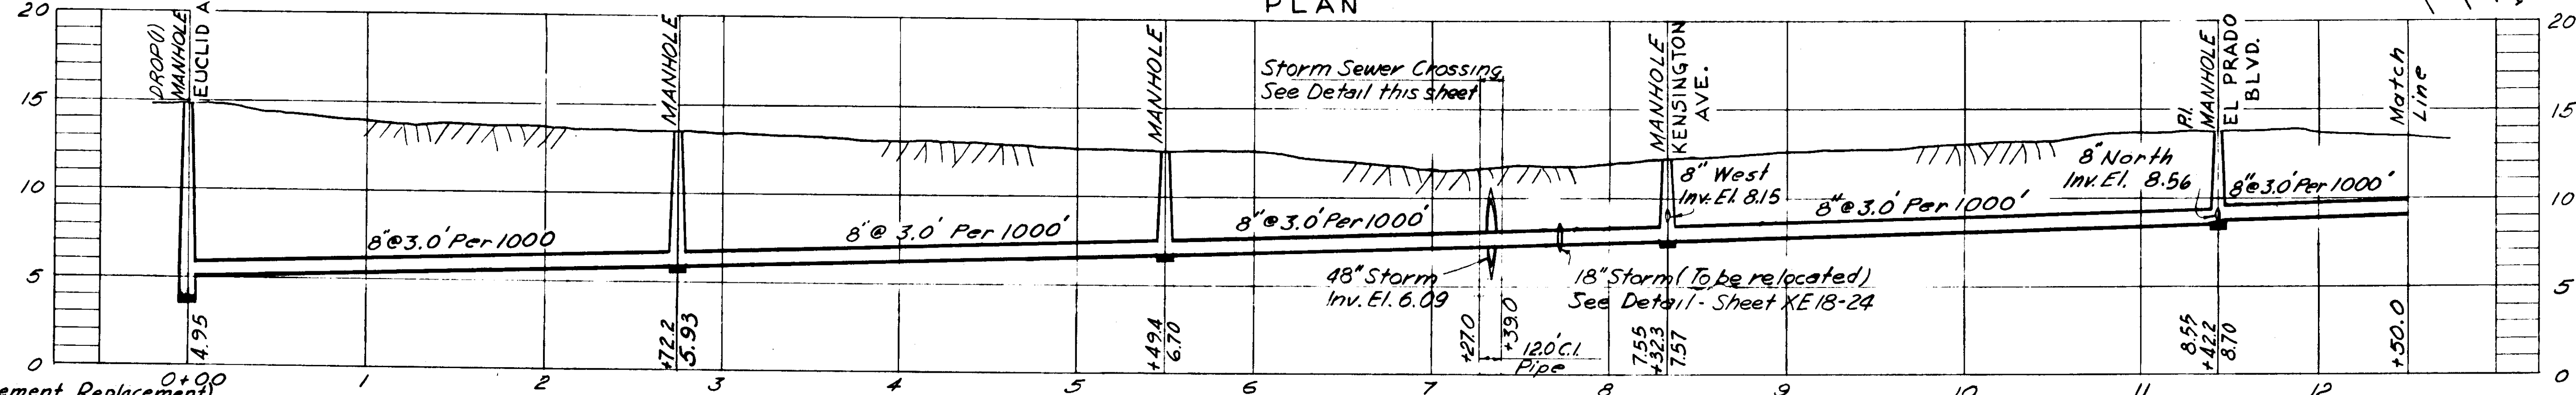 PLAN
20
15
10
5
0
DROP(1)
MANHOLE
EUCLID A
MANHOLE
MANHOLE
Storm Sewer Crossing
See Detail this sheet
MANHOLE
KENSINGTON
AVE.
P.I.
MANHOLE
EL PRADO
BLVD.
Match
Line
20
15
10
5
0
8"@3.0'Per 1000
8"@ 3.0' Per 1000'
8"@3.0' Per 1000'
8" West
Inv. El. 8.15
8"@ 3.0' Per 1000'
8" North
Inv. El. 8.56
8"@3.0' Per 1000'
48" Storm
Inv. El. 6.09
18" Storm (To be relocated)
See Detail - Sheet XE18-24
4.95
+72.2
5.93
+49.4
6.70
+27.0
+39.0
12.0' C.I.
Pipe
7.55
+32.3
7.57
8.55
+42.2
8.70
+50.0
0+00 1 2 3 4 5 6 7 8 9 10 11 12
ement Replacement)